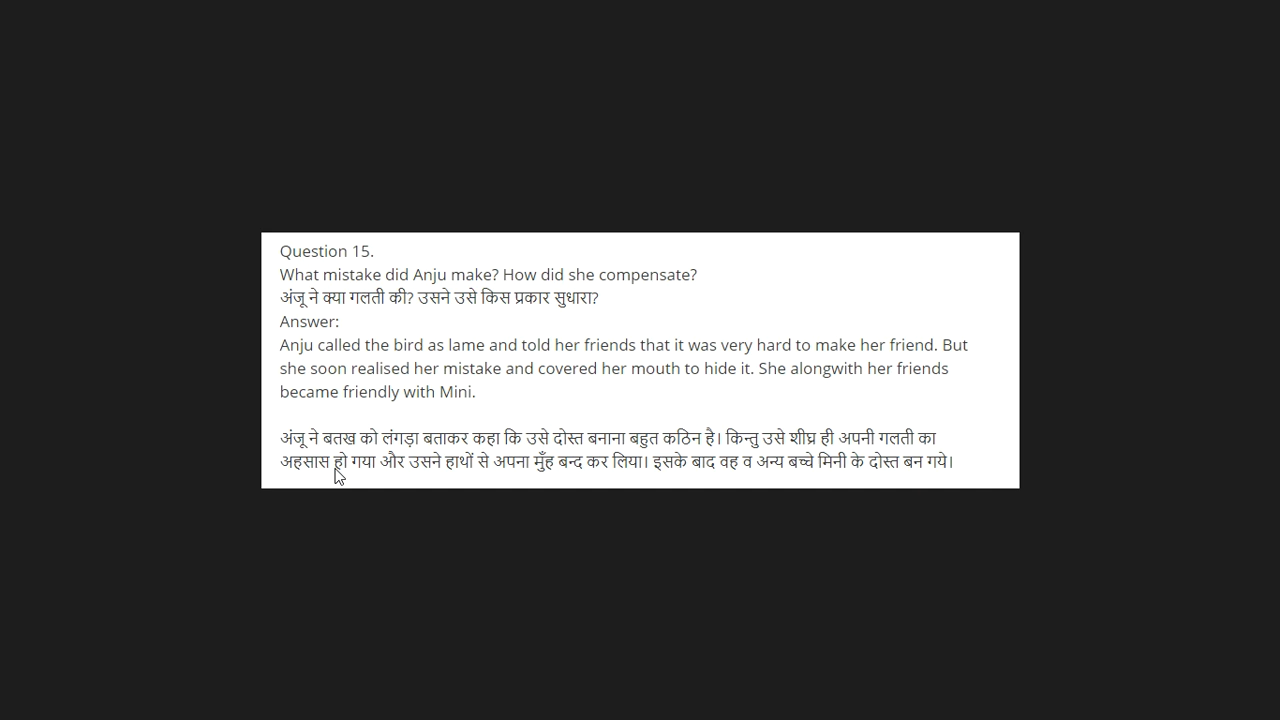 Question 15.
What mistake did Anju make? How did she compensate?
अंजू ने क्या गलती की? उसने उसे किस प्रकार सुधारा?
Answer:
Anju called the bird as lame and told her friends that it was very hard to make her friend. But
she soon realised her mistake and covered her mouth to hide it. She alongwith her friends
became friendly with Mini.
अंजू ने बतख को लंगड़ा बताकर कहा कि उसे दोस्त बनाना बहुत कठिन है। किन्तु उसे शीघ्र ही अपनी गलती का
अहसास हो गया और उसने हाथों से अपना मुँह बन्द कर लिया। इसके बाद वह व अन्य बच्चे मिनी के दोस्त बन गये।